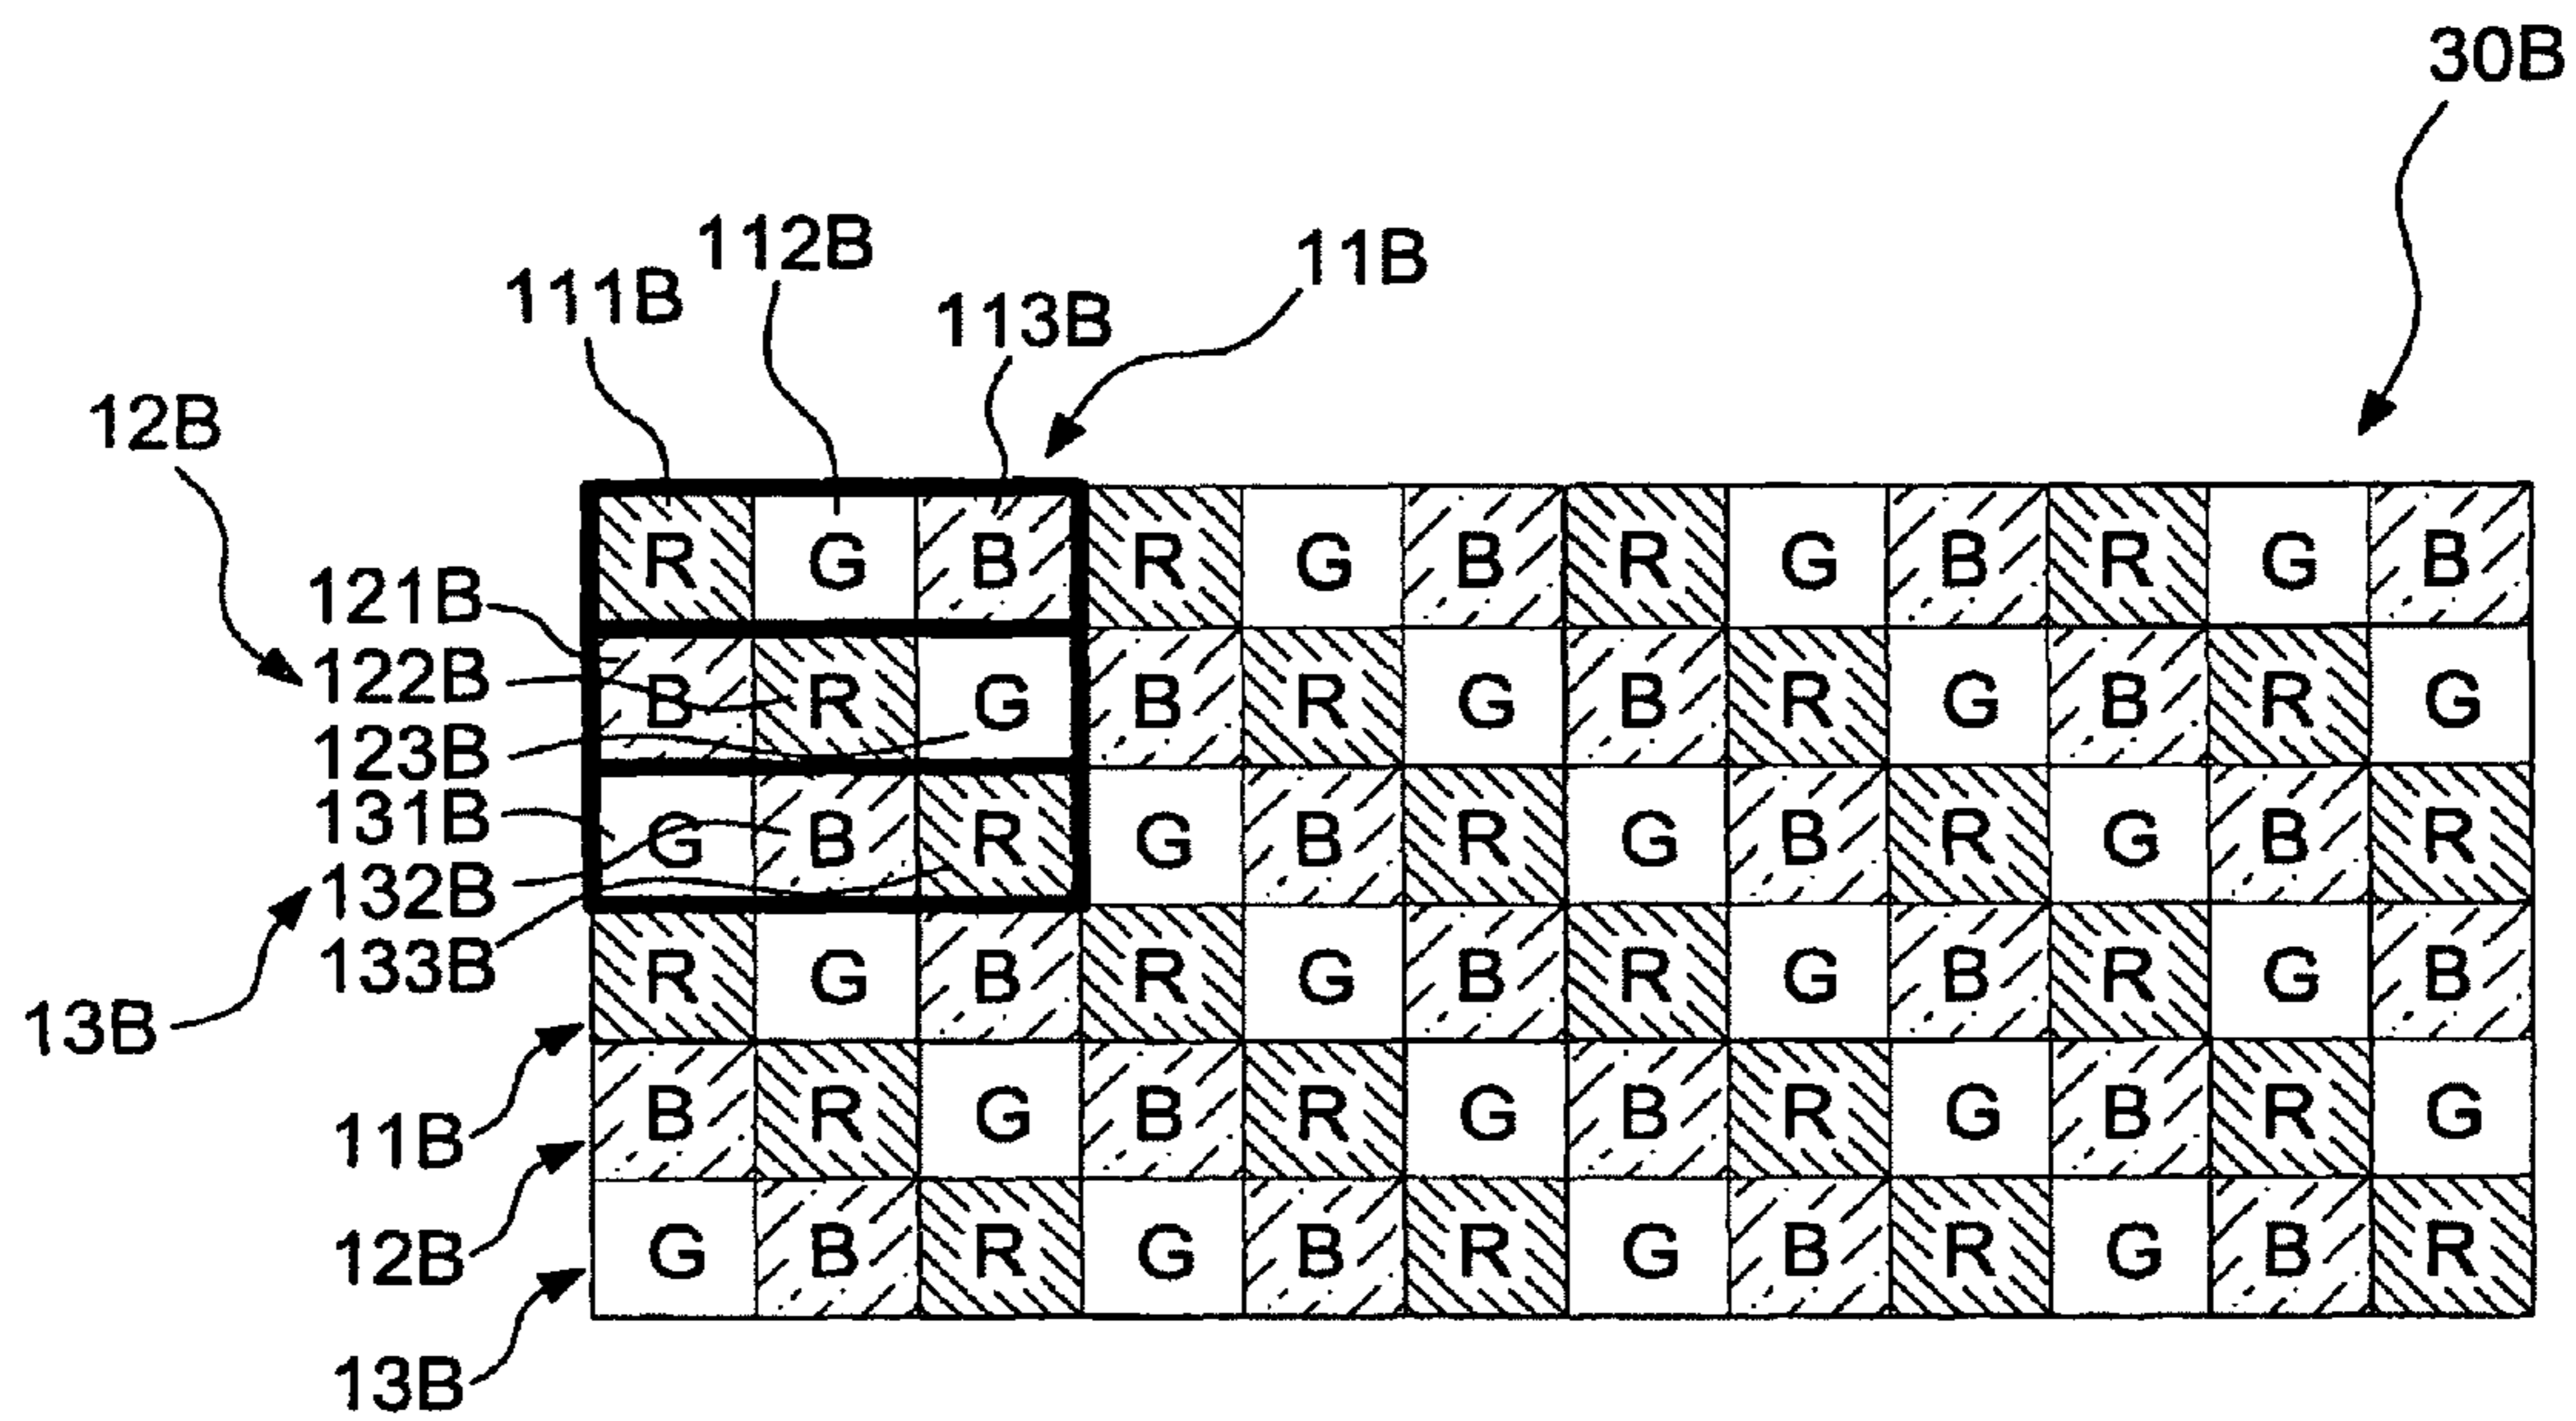 30B
112B
11B
111B
113B
12B
R G B R G B R G B R G B
121B
122B
B R G B R G B R G B R G
123B
131B
G B R G B R G B R G B R
132B
133B
R G B R G B R G B R G B
13B
11B
B R G B R G B R G B R G
12B
G B R G B R G B R G B R
13B